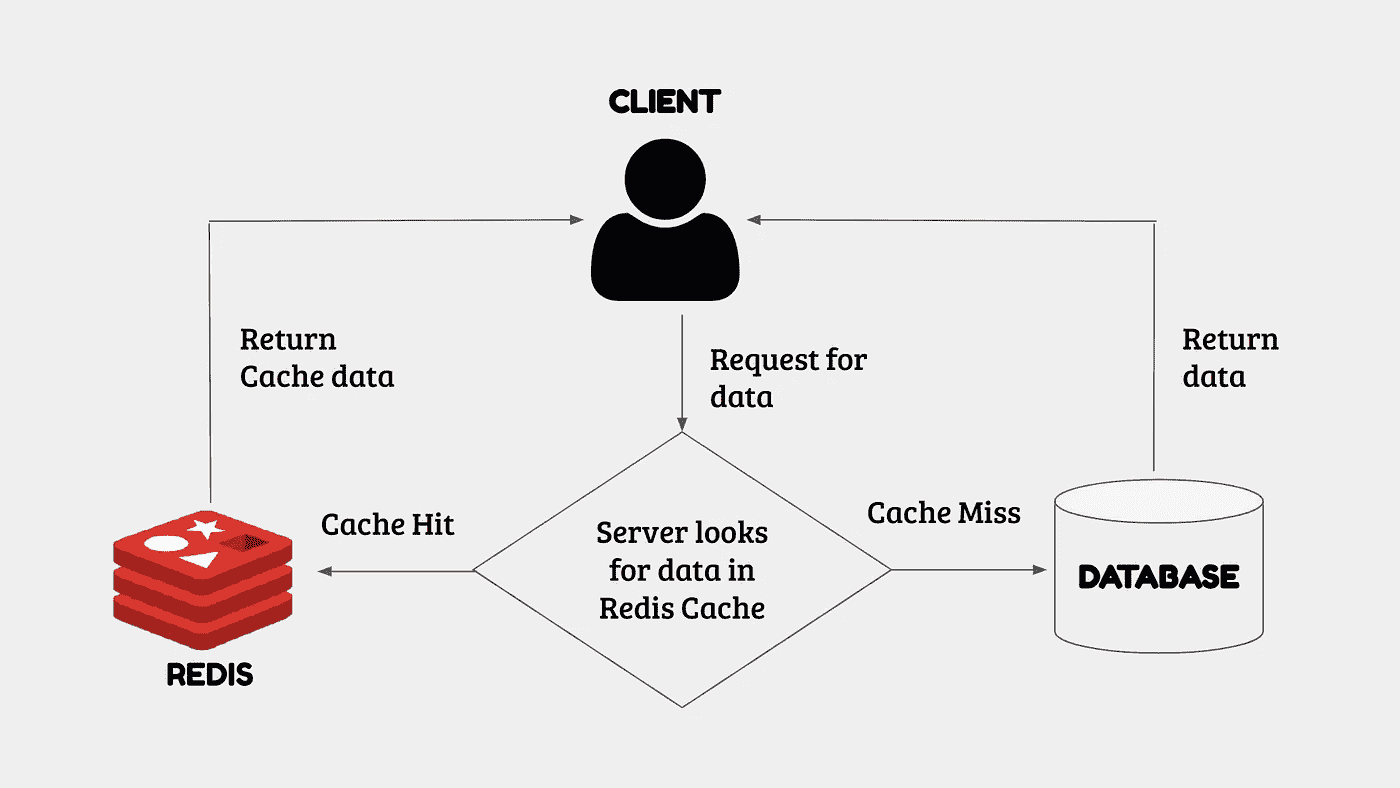 CLIENT
Return
Cache data
Request for
data
Return
data
Cache Hit
Server looks
for data in
Redis Cache
Cache Miss
DATABASE
REDIS